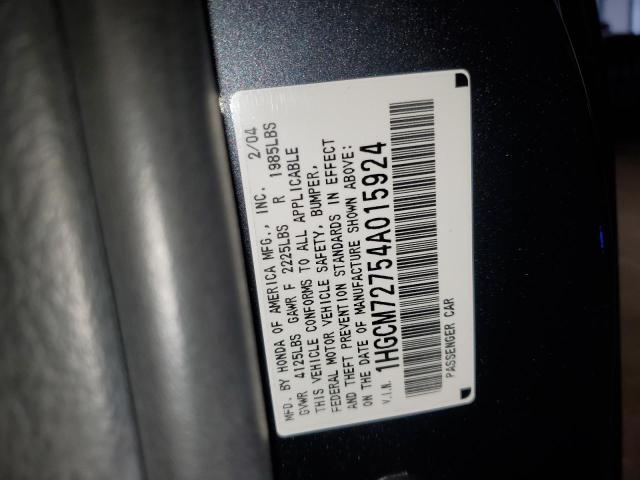 MFD. BY HONDA OF AMERICA MFG., INC. 2/04
GVWR 4125LBS GAWR F 2225LBS R 1985LBS
THIS VEHICLE CONFORMS TO ALL APPLICABLE
FEDERAL MOTOR VEHICLE SAFETY, BUMPER,
AND THEFT PREVENTION STANDARDS IN EFFECT
ON THE DATE OF MANUFACTURE SHOWN ABOVE:
V.I.N. 1HGCM72754A015924
PASSENGER CAR